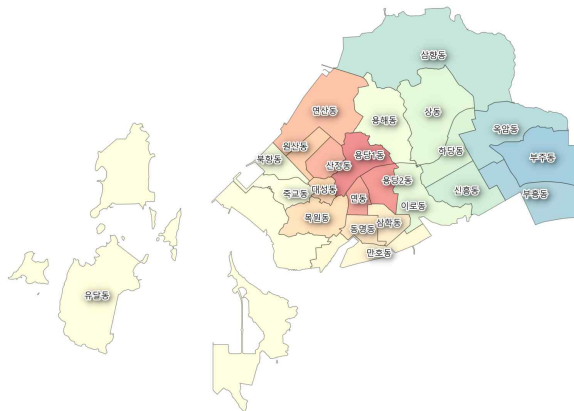 삼향동
연산동
용해동
상동
옥암동
원산동
북항동
산정동
용당1동
하당동
부주동
죽교동
대성동
연동
용당2동
신흥동
부흥동
이로동
목원동
동명동
삼학동
만호동
유달동